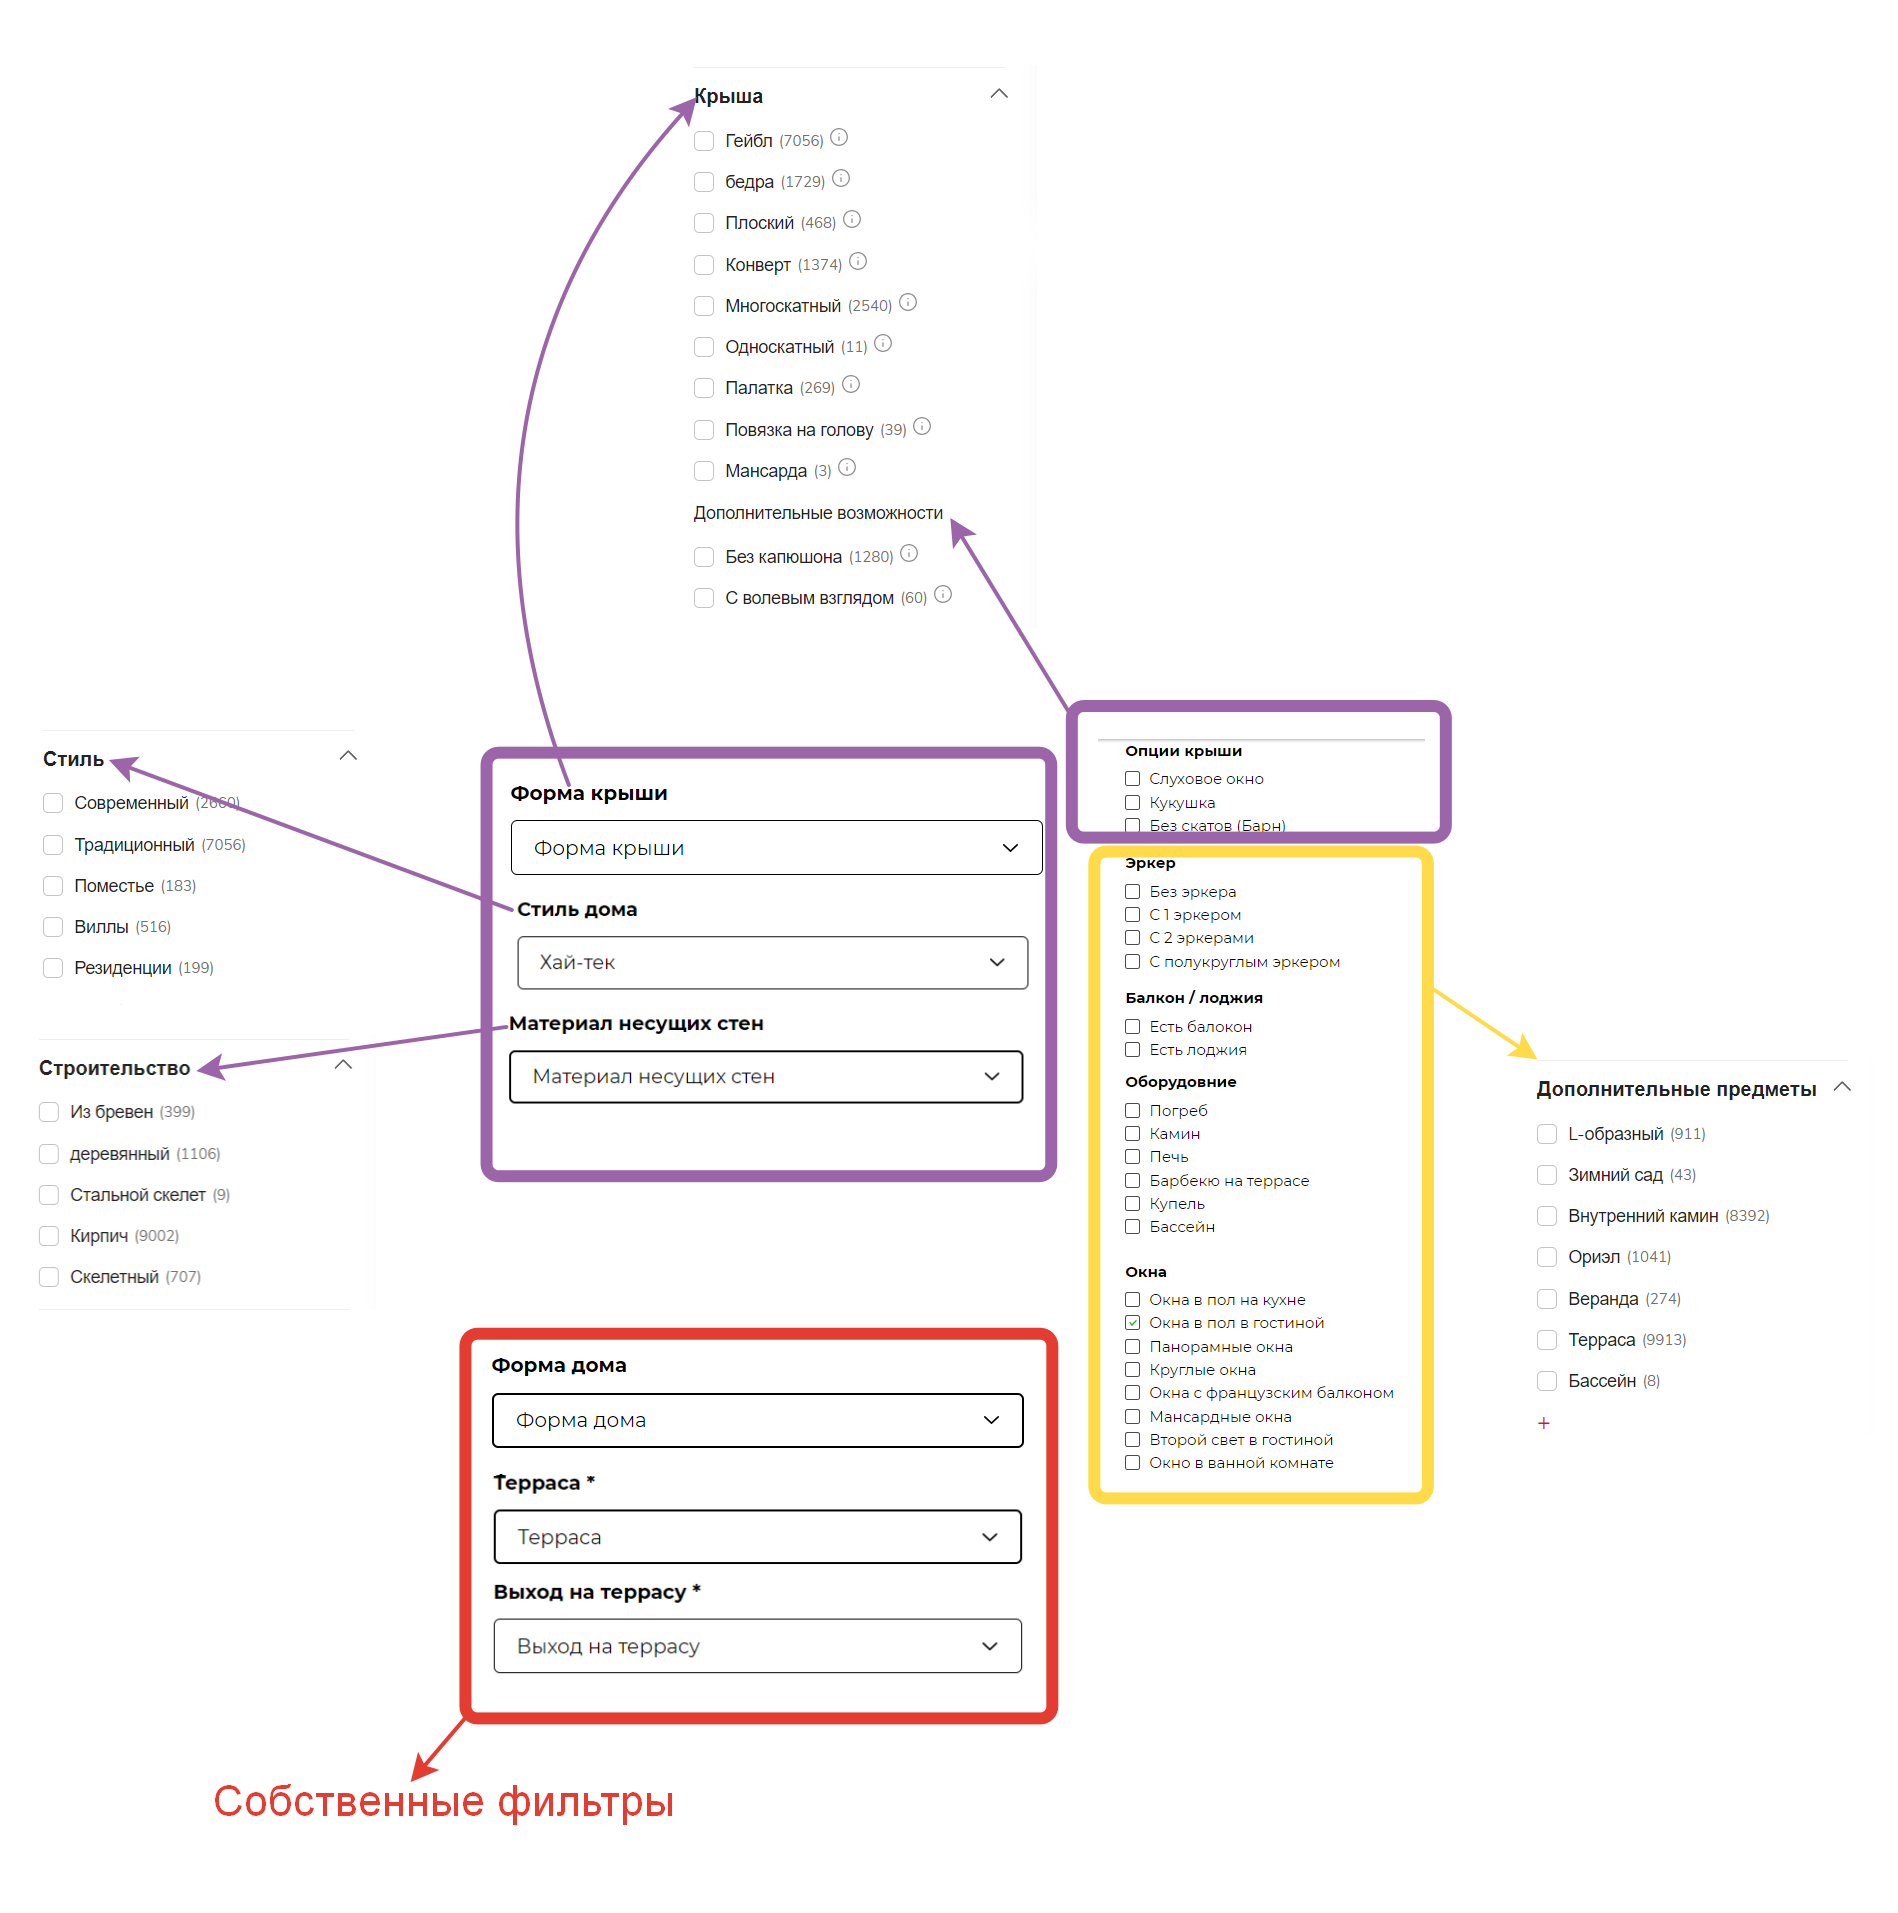 Крыша
Гейбл (7056)
бедра (1729)
Плоский (468)
Конверт (1374)
Многоскатный (2540)
Односкатный (11)
Палатка (269)
Повязка на голову (39)
Мансарда (3)
Дополнительные возможности
Без капюшона (1280)
С волевым взглядом (60)
Стиль
Современный (2660)
Традиционный (7056)
Поместье (183)
Виллы (516)
Резиденции (199)
Строительство
Из бревен (399)
деревянный (1106)
Стальной скелет (9)
Кирпич (9002)
Скелетный (707)
Форма крыши
Форма крыши
Стиль дома
Хай-тек
Материал несущих стен
Материал несущих стен
Опции крыши
Слуховое окно
Кукушка
Без скатов (Барн)
Эркер
Без эркера
С 1 эркером
С 2 эркерами
С полукруглым эркером
Балкон / лоджия
Есть балокон
Есть лоджия
Оборудовние
Погреб
Камин
Печь
Барбекю на террасе
Купель
Бассейн
Окна
Окна в пол на кухне
Окна в пол в гостиной
Панорамные окна
Круглые окна
Окна с французским балконом
Мансардные окна
Второй свет в гостиной
Окно в ванной комнате
Дополнительные предметы
L-образный (911)
Зимний сад (43)
Внутренний камин (8392)
Ориэл (1041)
Веранда (274)
Терраса (9913)
Бассейн (8)
+
Форма дома
Форма дома
Терраса *
Терраса
Выход на террасу *
Выход на террасу
Собственные фильтры